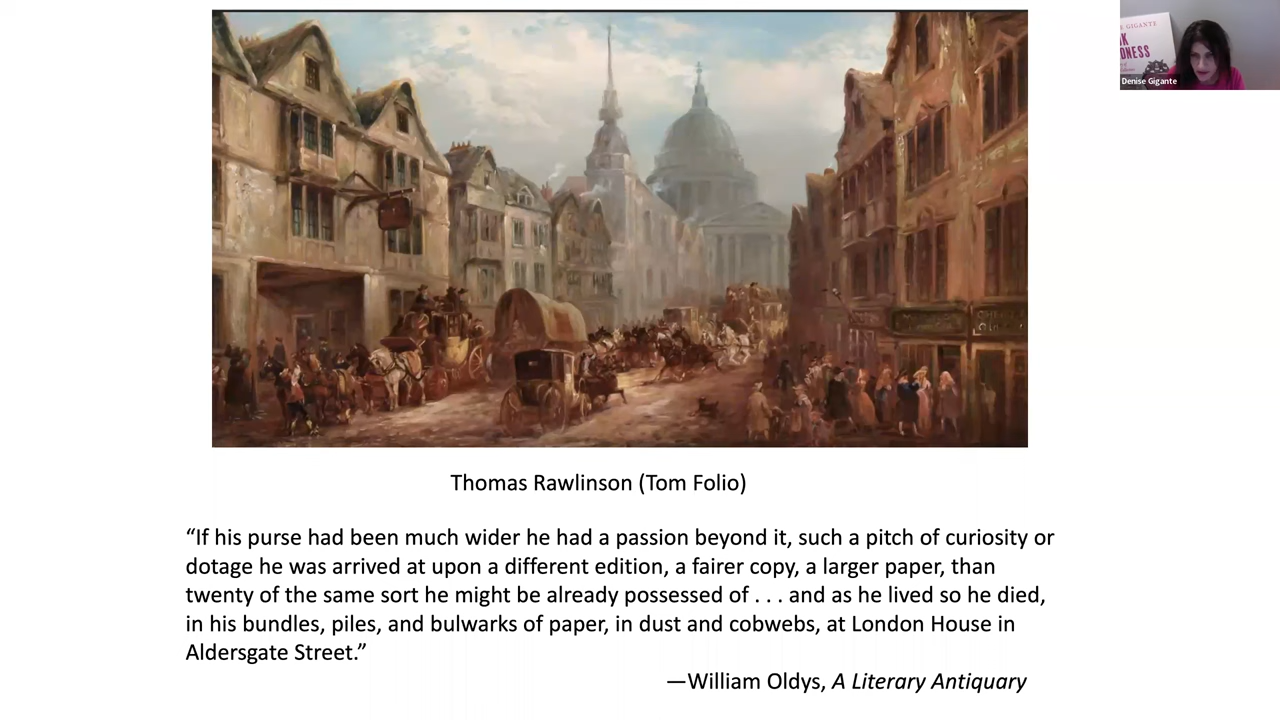 E GIGANTE
DNESS
Denise Gigante
Thomas Rawlinson (Tom Folio)
“If his purse had been much wider he had a passion beyond it, such a pitch of curiosity or
dotage he was arrived at upon a different edition, a fairer copy, a larger paper, than
twenty of the same sort he might be already possessed of . . . and as he lived so he died,
in his bundles, piles, and bulwarks of paper, in dust and cobwebs, at London House in
Aldersgate Street.”
—William Oldys, A Literary Antiquary